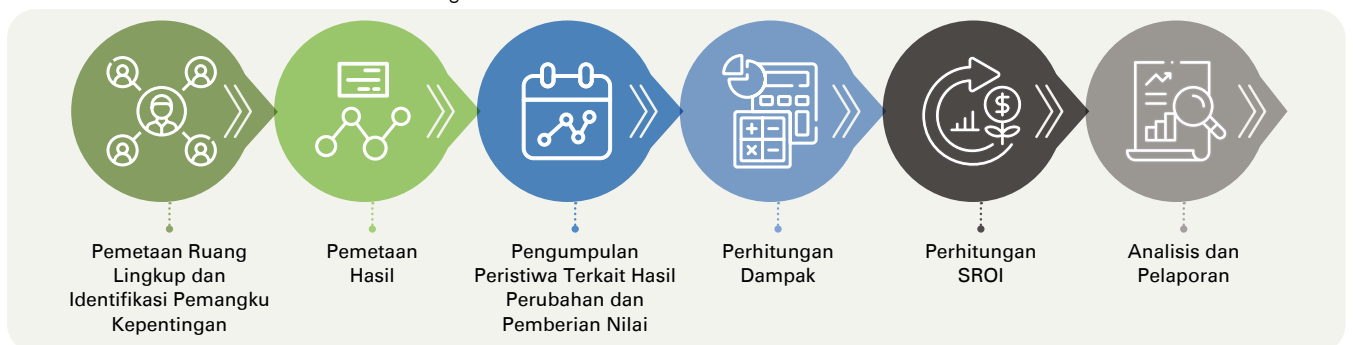 Pemetaan Ruang
Lingkup dan
Identifikasi Pemangku
Kepentingan
Pemetaan
Hasil
Pengumpulan
Peristiwa Terkait Hasil
Perubahan dan
Pemberian Nilai
Perhitungan
Dampak
Perhitungan
SROI
Analisis dan
Pelaporan